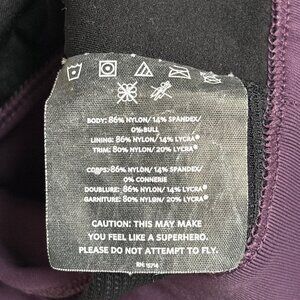 BODY: 86% NYLON/ 14% SPANDEX/
0% BULL
LINING: 86% NYLON/ 14% LYCRA®
TRIM: 80% NYLON/ 20% LYCRA®
CORPS: 86% NYLON/ 14% SPANDEX/
0% CONNERIE
DOUBLURE: 86% NYLON/ 14% LYCRA®
GARNITURE: 80% NYLON/ 20% LYCRA®
CAUTION: THIS MAY MAKE
YOU FEEL LIKE A SUPERHERO.
PLEASE DO NOT ATTEMPT TO FLY.